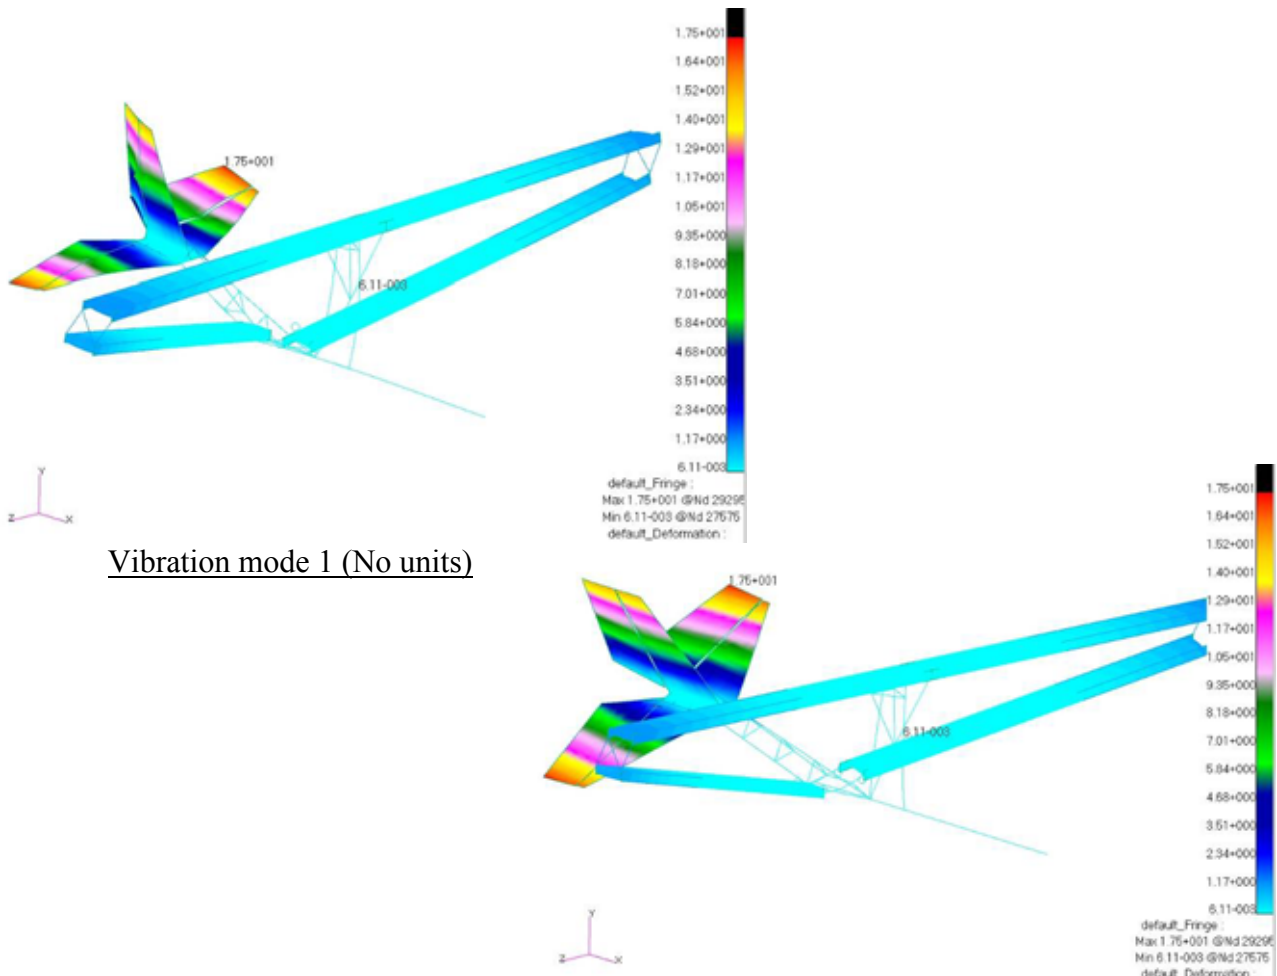 1.75+001
1.64+001
1.52+001
1.40+001
1.29+001
1.17+001
1.05+001
9.35+000
8.18+000
7.01+000
5.84+000
4.68+000
3.51+000
2.34+000
1.17+000
6.11-003
1.75+001
6.11-003
Y
Z
X
default_Fringe :
Max 1.75+001 @Nd 29295
Min 6.11-003 @Nd 27575
default_Deformation :
Vibration mode 1 (No units)
1.75+001
1.64+001
1.52+001
1.40+001
1.29+001
1.17+001
1.05+001
9.35+000
8.18+000
7.01+000
5.84+000
4.68+000
3.51+000
2.34+000
1.17+000
6.11-003
1.75+001
6.11-003
Y
Z
X
default_Fringe :
Max 1.75+001 @Nd 29295
Min 6.11-003 @Nd 27575
default_Deformation :